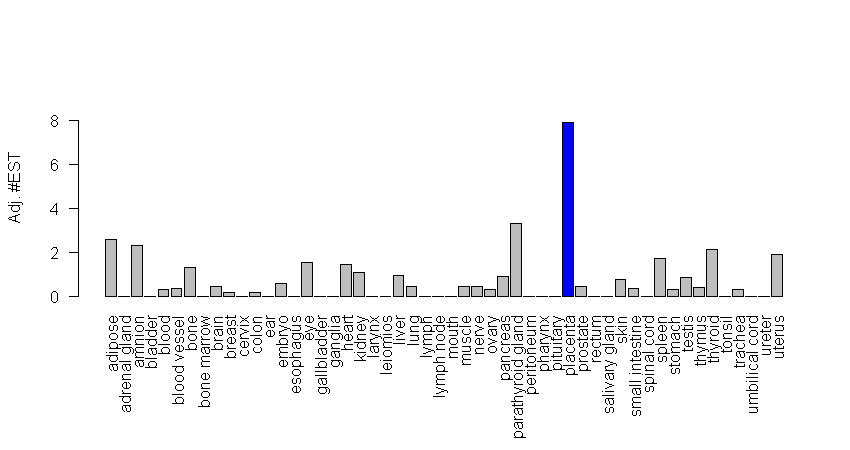 Adj. #EST
8
6
4
2
0
adipose
adrenal gland
amnion
bladder
blood
blood vessel
bone
bone marrow
brain
breast
cervix
colon
ear
embryo
esophagus
eye
gallbladder
ganglia
heart
kidney
larynx
leiomios
liver
lung
lymph
lymph node
mouth
muscle
nerve
ovary
pancreas
parathyroid gland
peritoneum
pharynx
pituitary
placenta
prostate
rectum
salivary gland
skin
small intestine
spinal cord
spleen
stomach
testis
thymus
thyroid
tonsil
trachea
umbilical cord
ureter
uterus